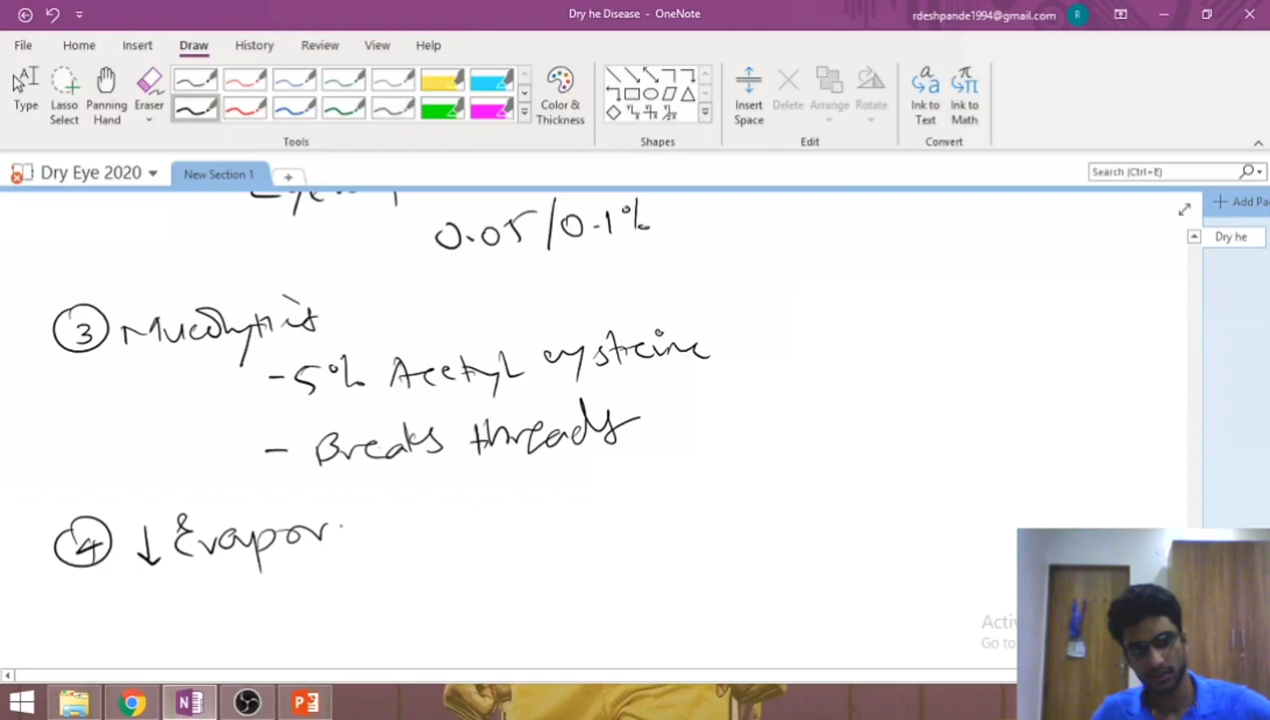 Dry he Disease - OneNote
rdeshpande1994@gmail.com
R
File Home Insert Draw History Review View Help
Type
Lasso Select
Panning Hand
Eraser
Color & Thickness
Insert Space
Delete
Arrange
Rotate
Ink to Text
Ink to Math
Tools
Shapes
Edit
Convert
Dry Eye 2020
New Section 1
Search (Ctrl+E)
Add Pa
Dry he
0.05/0.1%
3 Mucolytics
- 5% Acetyl cysteine
- Breaks threads
4 ↓ Evapor
Activ
Go to